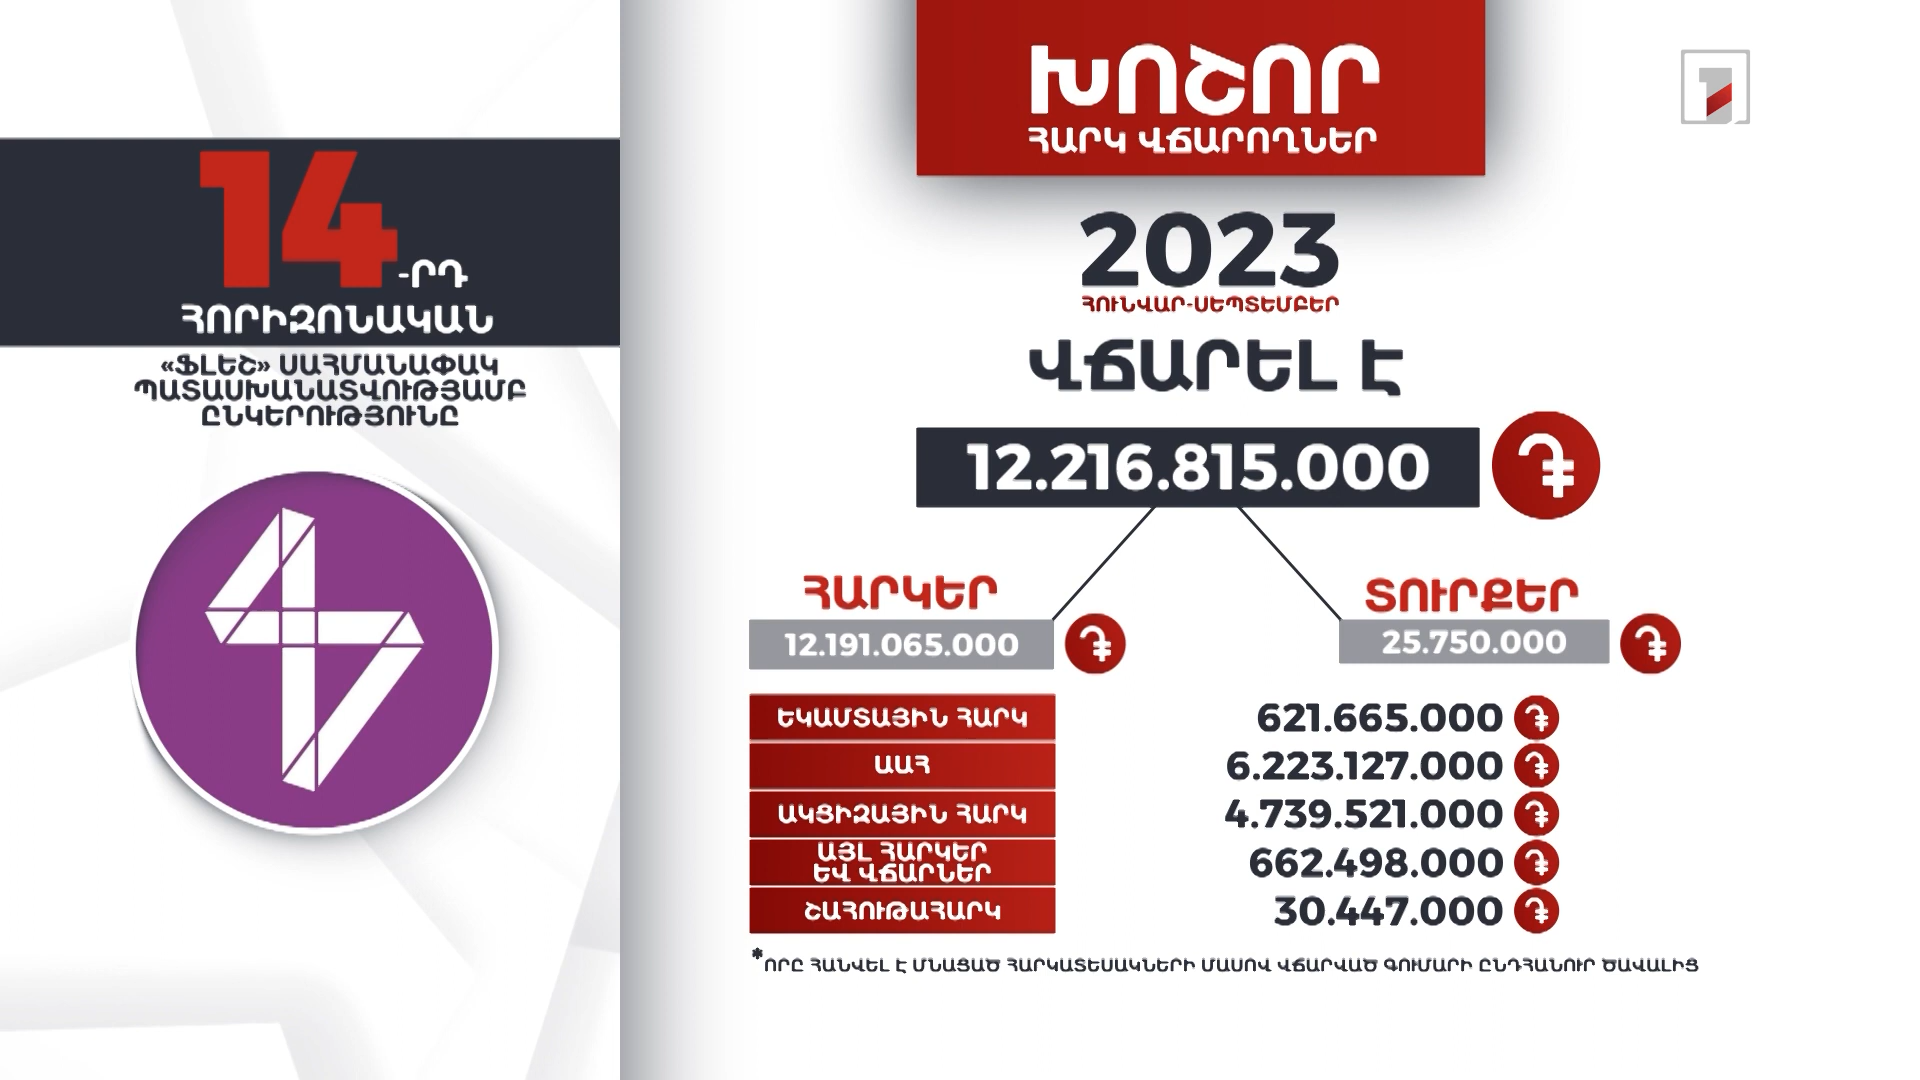 14-ՐԴ
ՀՈՐԻԶՈՆԱԿԱՆ
«ՖԼԵՇ» ՍԱՀՄԱՆԱՓԱԿ
ՊԱՏԱՍԽԱՆԱՏՎՈՒԹՅԱՄԲ
ԸՆԿԵՐՈՒԹՅՈՒՆԸ
ԽՈՇՈՐ
ՀԱՐԿ ՎՃԱՐՈՂՆԵՐ
1
2023
ՀՈՒՆՎԱՐ-ՍԵՊՏԵՄԲԵՐ
ՎՃԱՐԵԼ Է
12.216.815.000 ֏
ՀԱՐԿԵՐ
12.191.065.000 ֏
ՏՈՒՐՔԵՐ
25.750.000 ֏
ԵԿԱՄՏԱՅԻՆ ՀԱՐԿ 621.665.000 ֏
ԱԱՀ 6.223.127.000 ֏
ԱԿՑԻԶԱՅԻՆ ՀԱՐԿ 4.739.521.000 ֏
ԱՅԼ ՀԱՐԿԵՐ
ԵՎ ՎՃԱՐՆԵՐ 662.498.000 ֏
ՇԱՀՈՒԹԱՀԱՐԿ 30.447.000 ֏
*ՈՐԸ ՀԱՆՎԵԼ Է ՄՆԱՑԱԾ ՀԱՐԿԱՏԵՍԱԿՆԵՐԻ ՄԱՍՈՎ ՎՃԱՐՎԱԾ ԳՈՒՄԱՐԻ ԸՆԴՀԱՆՈՒՐ ԾԱՎԱԼԻՑ